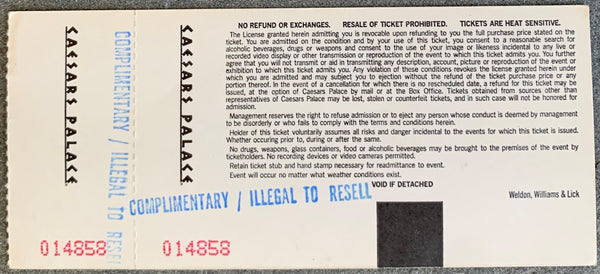 CAESARS PALACE
COMPLIMENTARY / ILLEGAL TO RESELL
CAESARS PALACE
NO REFUND OR EXCHANGES. RESALE OF TICKET PROHIBITED. TICKETS ARE HEAT SENSITIVE.
The License granted herein admitting you is revocable upon refunding to you the full purchase price stated on the
ticket. You are admitted on the condition and by your use of this ticket, you consent to a reasonable search for
alcoholic beverages, drugs or weapons and consent to the use of your image or likeness incidental to any live or
recorded video display or other transmission or reproduction of the event to which this ticket admits you. You further
agree that you will not transmit or aid in transmitting any description, account, picture or reproduction of the event or
exhibition to which this ticket admits you. Any violation of these conditions revokes the license granted herein under
which you are admitted and may subject you to ejection without the refund of the ticket purchase price or any
portion thereof. In the event of a cancellation for which there is no rescheduled date, a refund for this ticket may be
issued, at the option of Caesars Palace by mail or at the Box Office. Tickets obtained from sources other than
representatives of Caesars Palace may be lost, stolen or counterfeit tickets, and in such case will not be honored for
admission.
Management reserves the right to refuse admission or to eject any person whose conduct is deemed by management
to be disorderly or who fails to comply with the terms and conditions herein.
Holder of this ticket voluntarily assumes all risks and danger incidental to the events for which this ticket is issued.
Whether occurring prior to, during or after the same.
No drugs, weapons, glass containers, food or alcoholic beverages may be brought to the premises of the event by
ticketholders. No recording devices or video cameras permitted.
Retain ticket stub and hand stamp necessary for readmittance to event.
Event will occur no matter what weather conditions exist.
VOID IF DETACHED
Weldon, Williams & Lick
COMPLIMENTARY / ILLEGAL TO RESELL
014858
014858